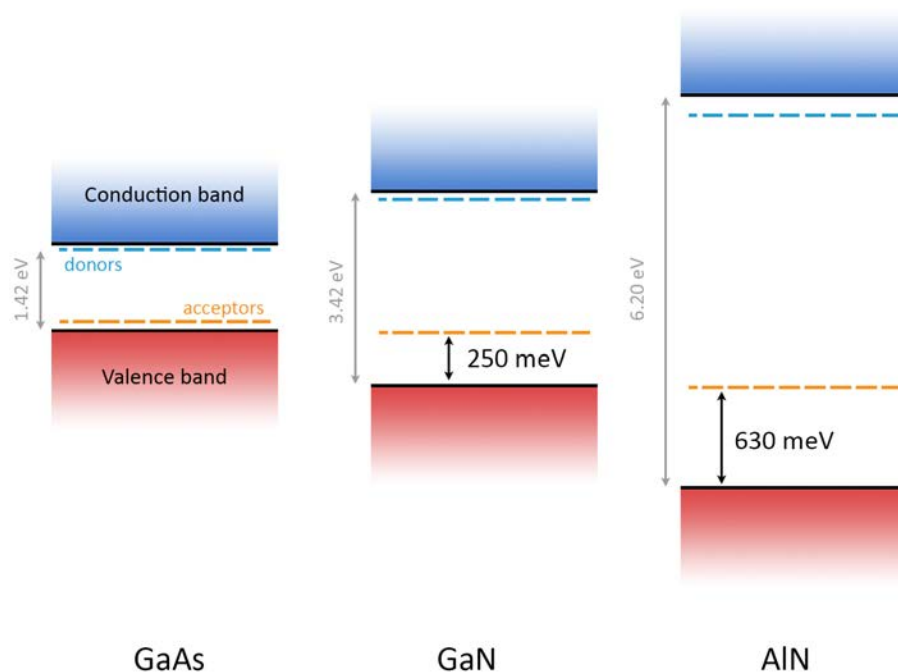 Conduction band
1.42 eV
donors
acceptors
Valence band
3.42 eV
250 meV
6.20 eV
630 meV
GaAs
GaN
AlN